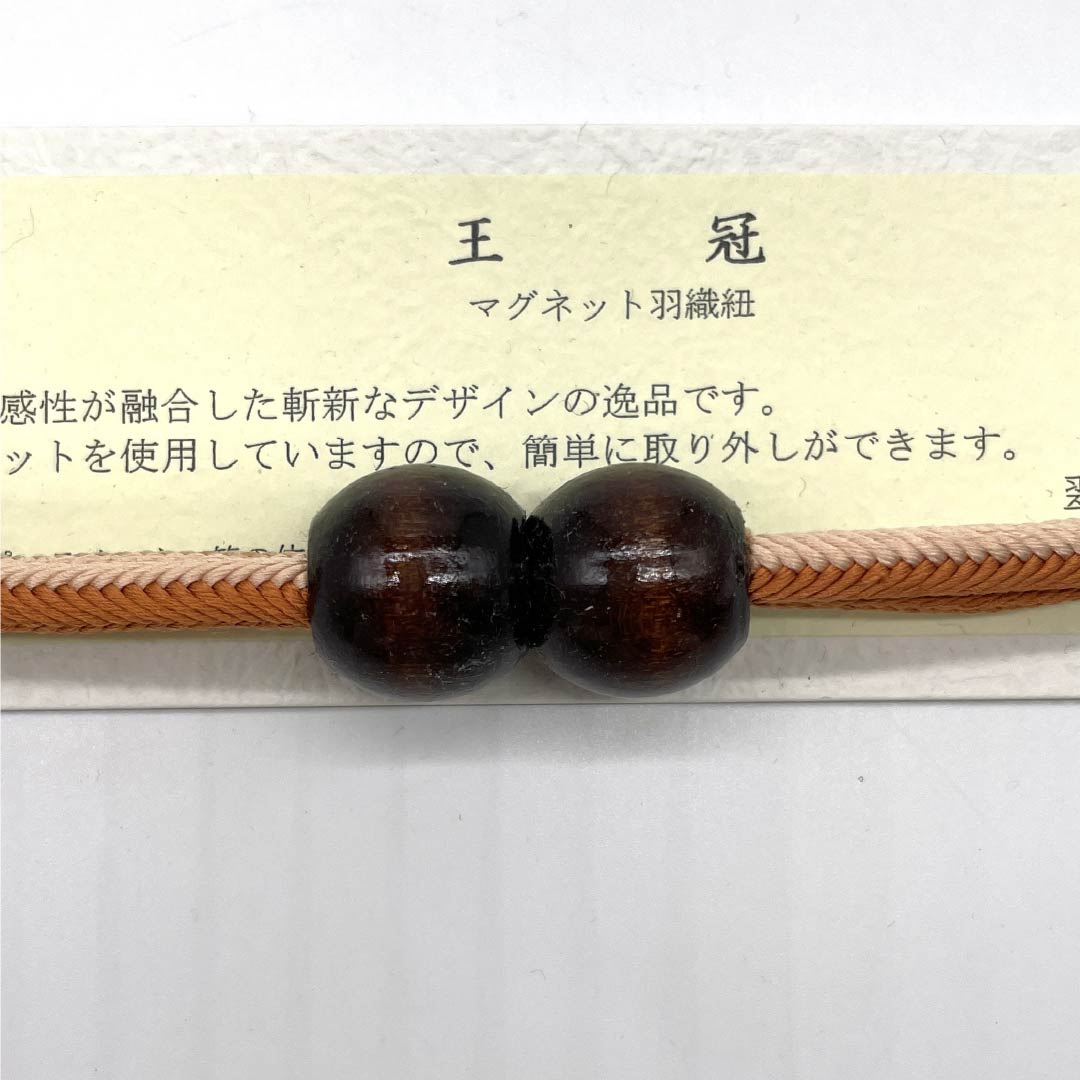 王 冠
マグネット羽織紐
感性が融合した斬新なデザインの逸品です。
ットを使用していますので、簡単に取り外しができます。